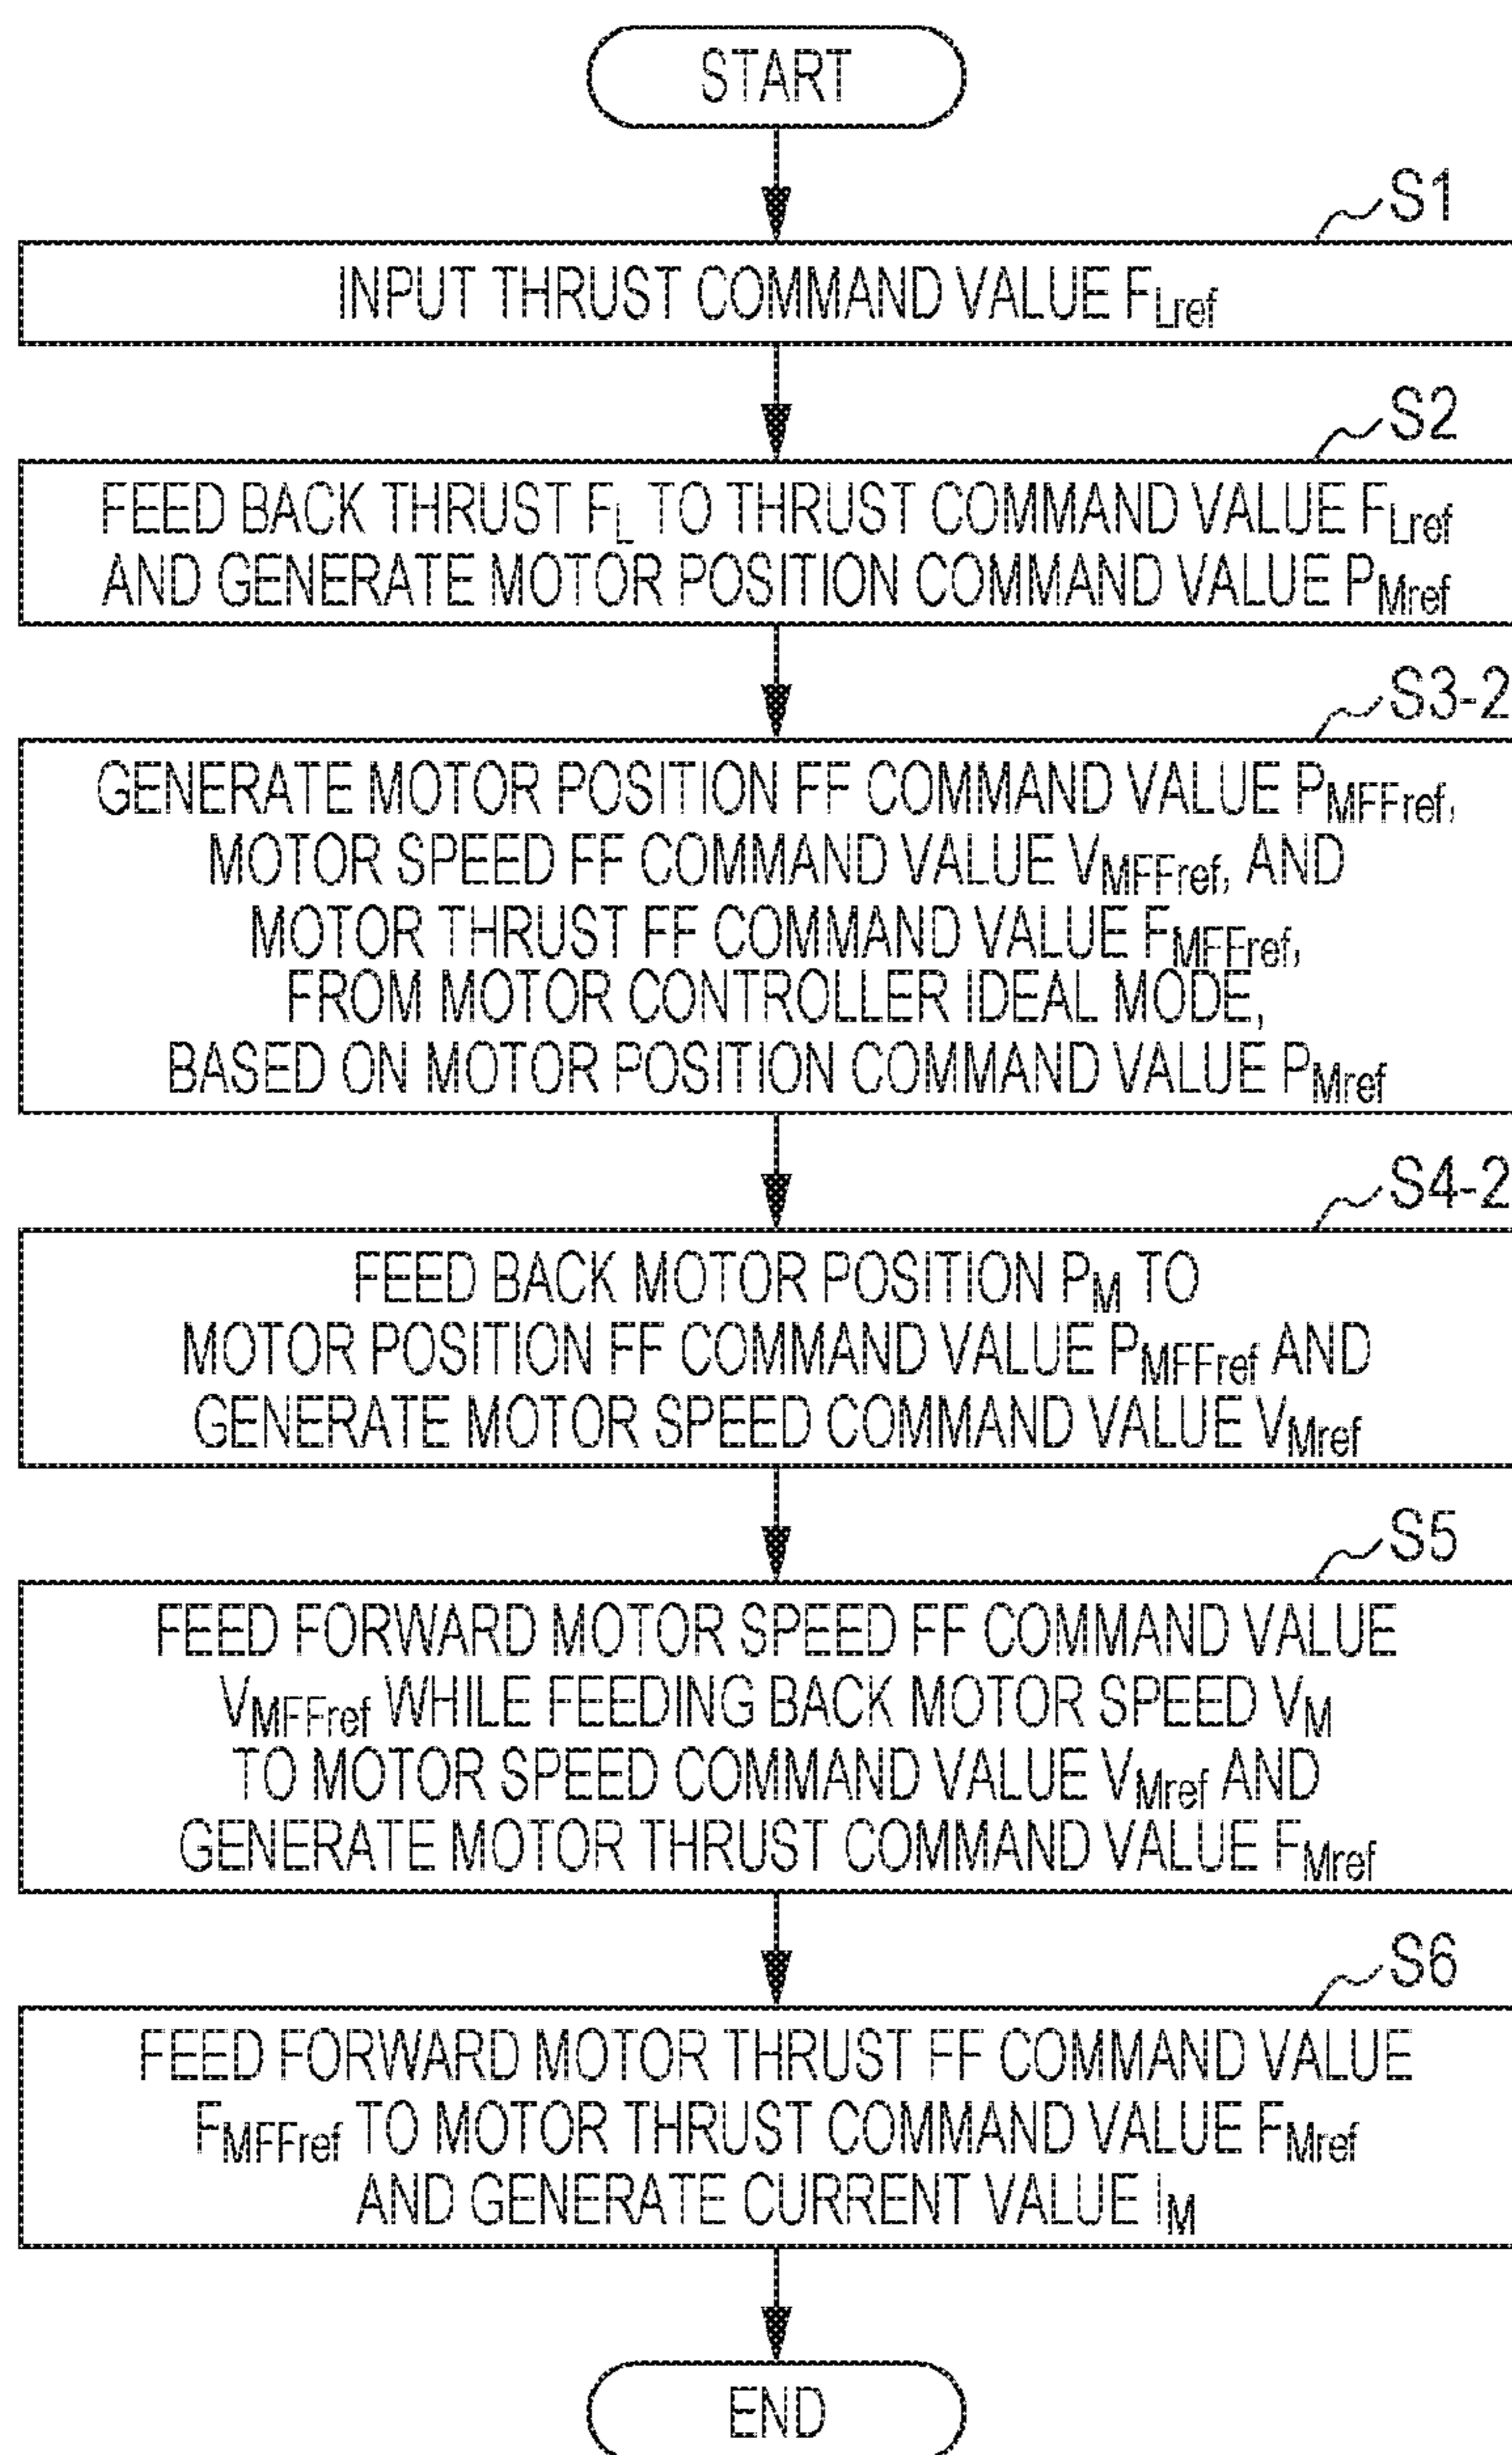 START
S1
INPUT THRUST COMMAND VALUE FLref
S2
FEED BACK THRUST FL TO THRUST COMMAND VALUE FLref
AND GENERATE MOTOR POSITION COMMAND VALUE PMref
S3-2
GENERATE MOTOR POSITION FF COMMAND VALUE PMFFref,
MOTOR SPEED FF COMMAND VALUE VMFFref, AND
MOTOR THRUST FF COMMAND VALUE FMFFref,
FROM MOTOR CONTROLLER IDEAL MODE,
BASED ON MOTOR POSITION COMMAND VALUE PMref
S4-2
FEED BACK MOTOR POSITION PM TO
MOTOR POSITION FF COMMAND VALUE PMFFref AND
GENERATE MOTOR SPEED COMMAND VALUE VMref
S5
FEED FORWARD MOTOR SPEED FF COMMAND VALUE
VMFFref WHILE FEEDING BACK MOTOR SPEED VM
TO MOTOR SPEED COMMAND VALUE VMref AND
GENERATE MOTOR THRUST COMMAND VALUE FMref
S6
FEED FORWARD MOTOR THRUST FF COMMAND VALUE
FMFFref TO MOTOR THRUST COMMAND VALUE FMref
AND GENERATE CURRENT VALUE IM
END